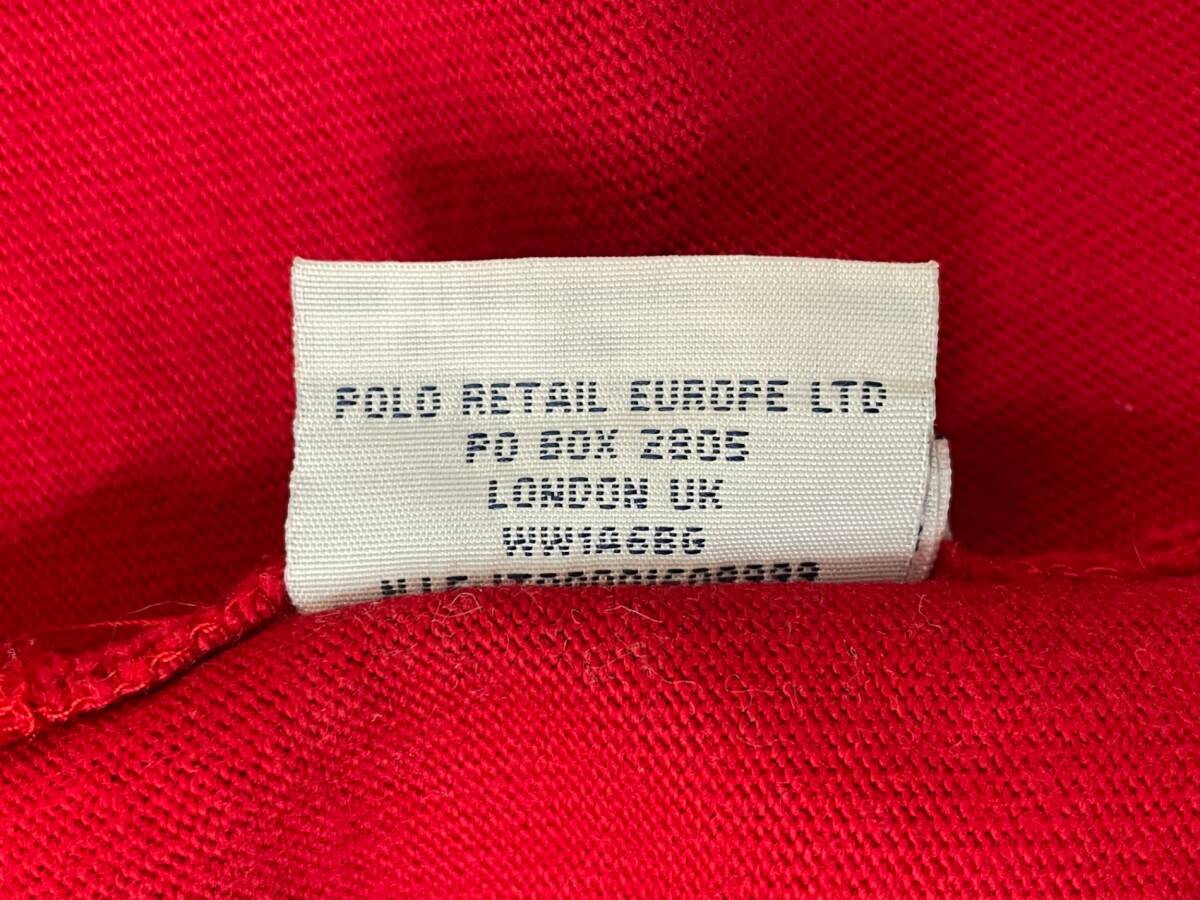 POLO RETAIL EUROPE LTD
PO BOX 2805
LONDON UK
WW1A6BG